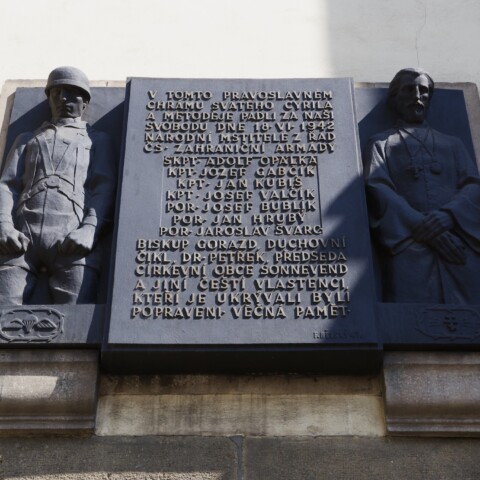 V TOMTO PRAVOSLAVNÉM
CHRÁMU SVATÉHO CYRILA
A METODĚJE PADLI ZA NAŠI
SVOBODU DNE 18·VI·1942
NÁRODNÍ MSTITELÉ Z ŘAD
ČS· ZAHRANIČNÍ ARMÁDY
ŠKPT·ADOLF·OPÁLKA
KPT·JOZEF GABČÍK
KPT·JAN KUBIŠ
KPT·JOSEF VALČÍK
POR·JOSEF BUBLÍK
POR·JAN HRUBÝ
POR·JAROSLAV ŠVARC
BISKUP GORAZD, DUCHOVNÍ
ČIKL, DR·PETŘEK, PŘEDSEDA
CÍRKEVNÍ OBCE SONNEVEND
A JINÍ ČEŠTÍ VLASTENCI,
KTEŘÍ JE UKRÝVALI BYLI
POPRAVENI·VĚČNÁ PAMĚT·